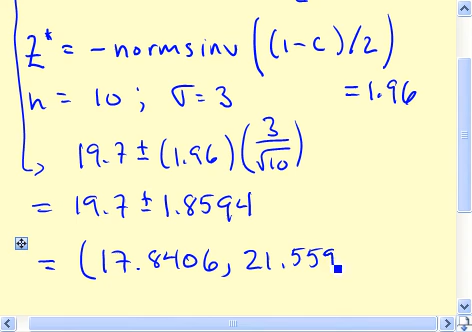 Z* = -normsinv((1-c)/2)
n = 10 ; σ = 3 = 1.96
19.7 ± (1.96)(3/√10)
= 19.7 ± 1.8594
= (17.8406, 21.559